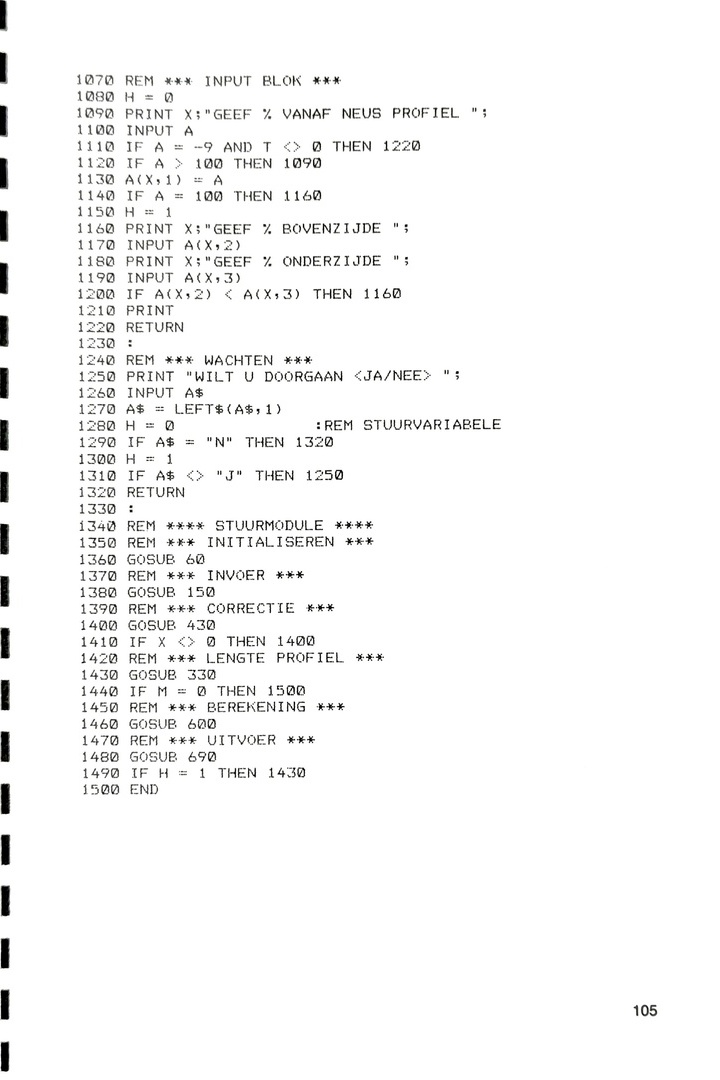 1070 REM *** INPUT BLOK ***
1080 H = 0
1090 PRINT X;"GEEF % VANAF NEUS PROFIEL ";
1100 INPUT A
1110 IF A = -9 AND T <> 0 THEN 1220
1120 IF A > 100 THEN 1090
1130 A(X,1) = A
1140 IF A = 100 THEN 1160
1150 H = 1
1160 PRINT X;"GEEF % BOVENZIJDE ";
1170 INPUT A(X,2)
1180 PRINT X;"GEEF % ONDERZIJDE ";
1190 INPUT A(X,3)
1200 IF A(X,2) < A(X,3) THEN 1160
1210 PRINT
1220 RETURN
1230 :
1240 REM *** WACHTEN ***
1250 PRINT "WILT U DOORGAAN <JA/NEE> ";
1260 INPUT A$
1270 A$ = LEFT$(A$,1)
1280 H = 0 :REM STUURVARIABELE
1290 IF A$ = "N" THEN 1320
1300 H = 1
1310 IF A$ <> "J" THEN 1250
1320 RETURN
1330 :
1340 REM **** STUURMODULE ****
1350 REM *** INITIALISEREN ***
1360 GOSUB 60
1370 REM *** INVOER ***
1380 GOSUB 150
1390 REM *** CORRECTIE ***
1400 GOSUB 430
1410 IF X <> 0 THEN 1400
1420 REM *** LENGTE PROFIEL ***
1430 GOSUB 330
1440 IF M = 0 THEN 1500
1450 REM *** BEREKENING ***
1460 GOSUB 600
1470 REM *** UITVOER ***
1480 GOSUB 690
1490 IF H = 1 THEN 1430
1500 END
105